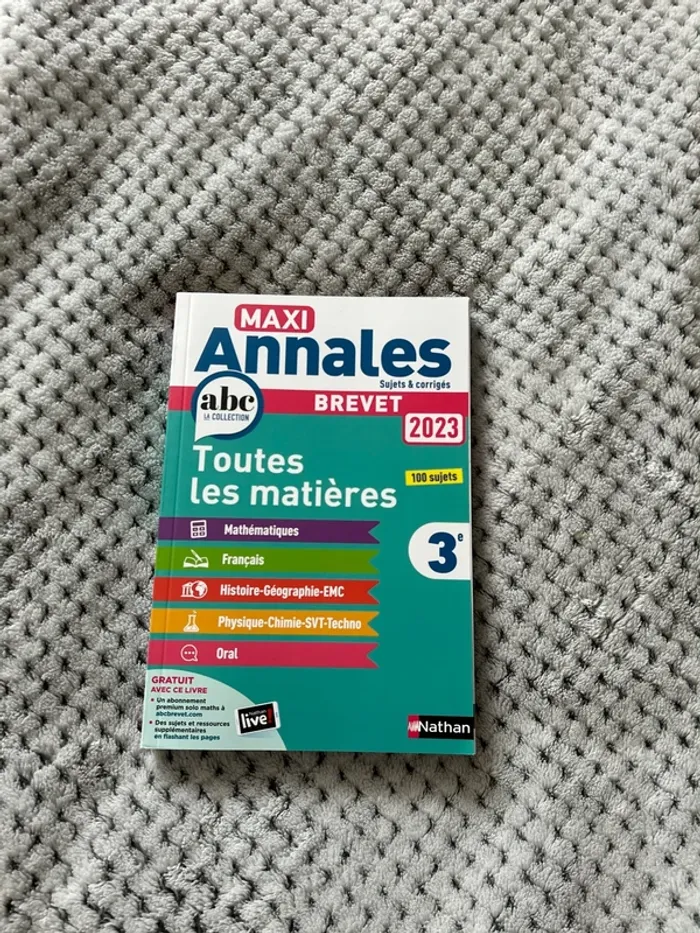 MAXI
Annales
Sujets & corrigés
abc
LA COLLECTION
BREVET
2023
Toutes
les matières
100 sujets
3e
Mathématiques
Français
Histoire-Géographie-EMC
Physique-Chimie-SVT-Techno
Oral
GRATUIT
AVEC CE LIVRE
• Un abonnement
premium solo maths à
abcbrevet.com
• Des sujets et ressources
supplémentaires
en flashant les pages
Nathan
live!
Nathan